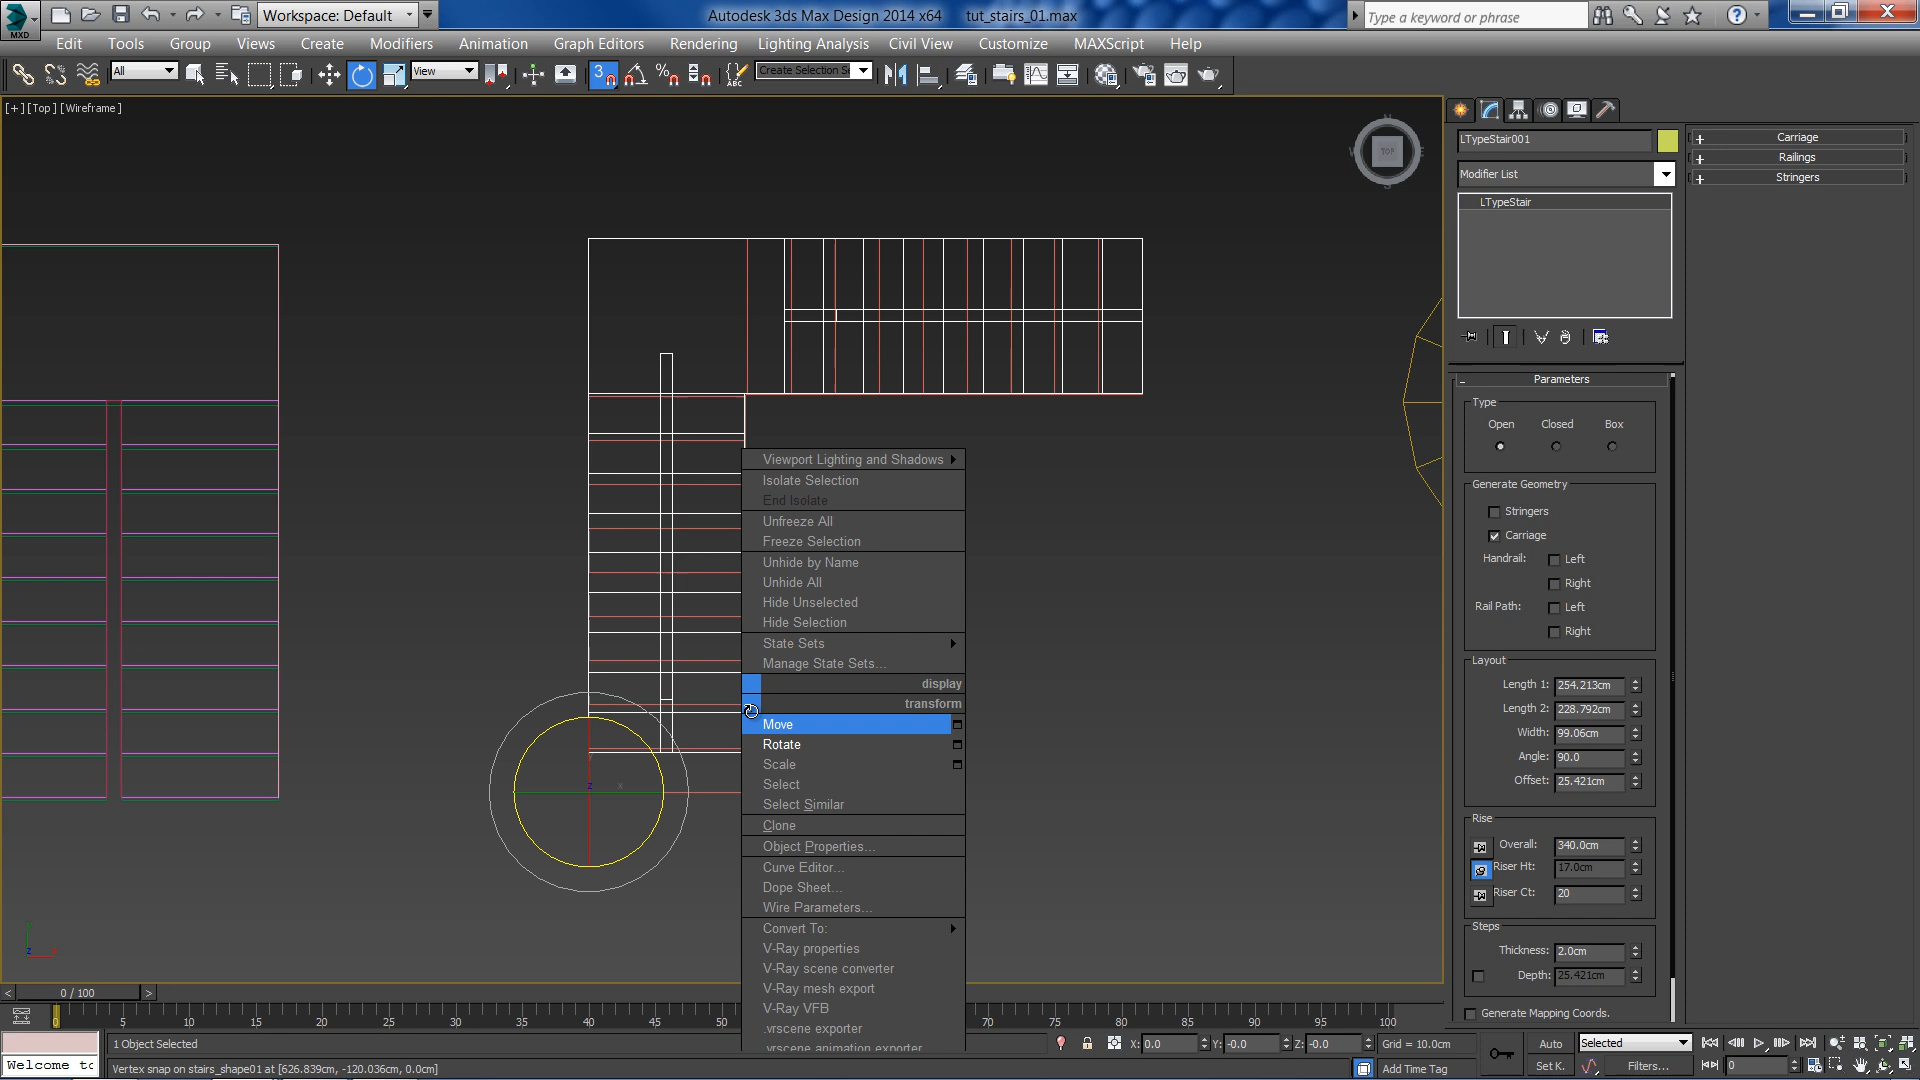 MXD
Workspace: Default
Autodesk 3ds Max Design 2014 x64 tut_stairs_01.max
Type a keyword or phrase
Edit Tools Group Views Create Modifiers Animation Graph Editors Rendering Lighting Analysis Civil View Customize MAXScript Help
All View 3 % ABC Create Selection Se
[+] [Top] [Wireframe]
TOP
LTypeStair001
Modifier List
LTypeStair
Carriage
Railings
Stringers
Viewport Lighting and Shadows
Isolate Selection
End Isolate
Unfreeze All
Freeze Selection
Unhide by Name
Unhide All
Hide Unselected
Hide Selection
State Sets
Manage State Sets...
display
transform
Move
Rotate
Scale
Select
Select Similar
Clone
Object Properties...
Curve Editor...
Dope Sheet...
Wire Parameters...
Convert To:
V-Ray properties
V-Ray scene converter
V-Ray mesh export
V-Ray VFB
.vrscene exporter
.vrscene animation exporter
Parameters
Type
Open Closed Box
Generate Geometry
Stringers
Carriage
Handrail: Left
Right
Rail Path: Left
Right
Layout
Length 1: 254.213cm
Length 2: 228.792cm
Width: 99.06cm
Angle: 90.0
Offset: 25.421cm
Rise
Overall: 340.0cm
Riser Ht: 17.0cm
Riser Ct: 20
Steps
Thickness: 2.0cm
Depth: 25.421cm
Generate Mapping Coords.
< 0 / 100 >
0 5 10 15 20 25 30 35 40 45 50 70 75 80 85 90 95 100
1 Object Selected
X: 0.0 Y: -0.0 Z: -0.0 Grid = 10.0cm
Auto Selected
Welcome to
Vertex snap on stairs_shape01 at [626.839cm, -120.036cm, 0.0cm]
Add Time Tag
Set K. Filters... 0